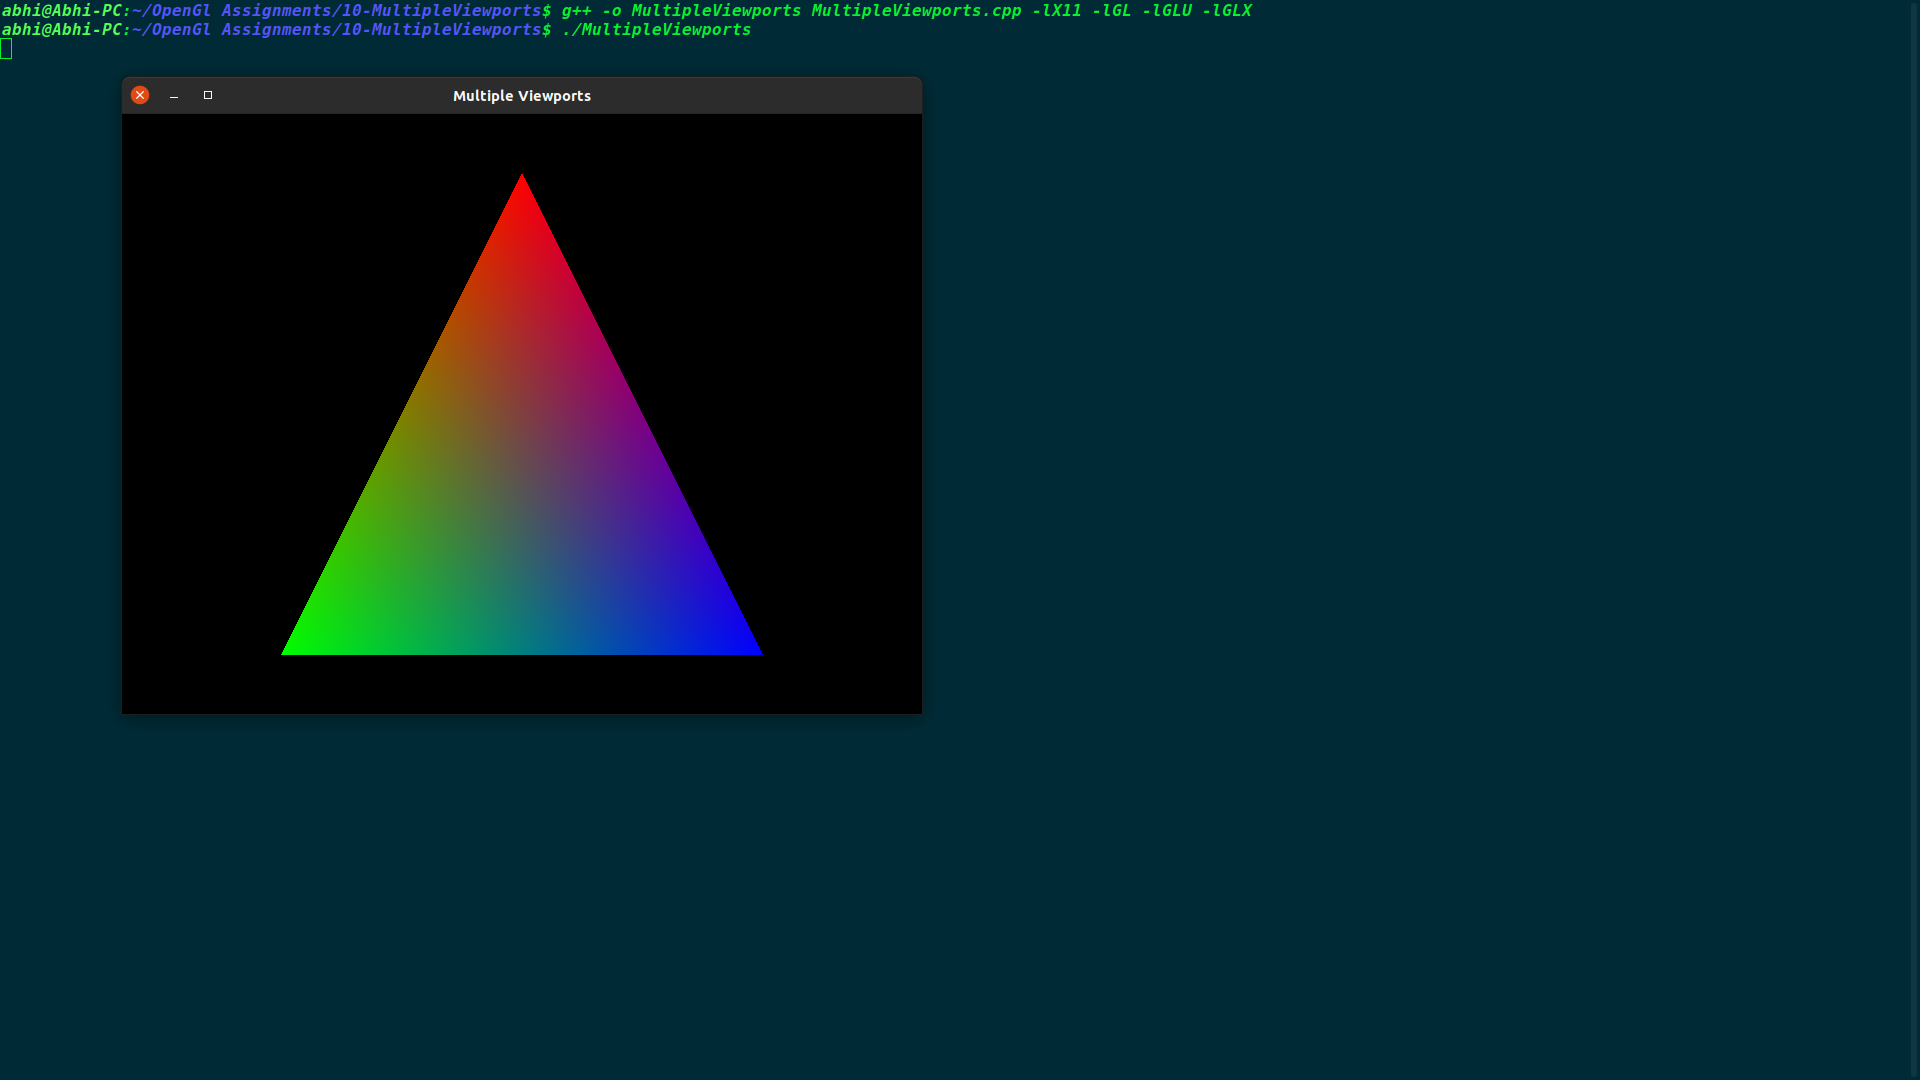 abhi@Abhi-PC:~/OpenGl Assignments/10-MultipleViewports$ g++ -o MultipleViewports MultipleViewports.cpp -lX11 -lGL -lGLU -lGLX
abhi@Abhi-PC:~/OpenGl Assignments/10-MultipleViewports$ ./MultipleViewports
Multiple Viewports